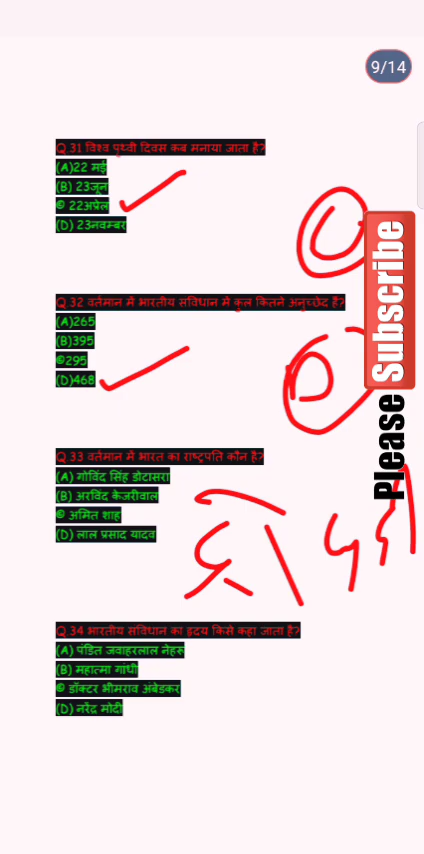 9/14
Q.31 विश्व पृथ्वी दिवस कब मनाया जाता है?
(A)22 मई
(B) 23जून
© 22अप्रेल
(D) 23नवम्बर
Q.32 वर्तमान में भारतीय संविधान मे कुल कितने अनुच्छेद हैं?
(A)265
(B)395
©295
(D)468
Q.33 वर्तमान में भारत का राष्ट्रपति कौन है?
(A) गोविंद सिंह डोटासरा
(B) अरविंद केजरीवाल
© अमित शाह
(D) लाल प्रसाद यादव
Q.34 भारतीय संविधान का हृदय किसे कहा जाता है?
(A) पंडित जवाहरलाल नेहरू
(B) महात्मा गांधी
© डॉक्टर भीमराव अंबेडकर
(D) नरेंद्र मोदी
Please Subscribe